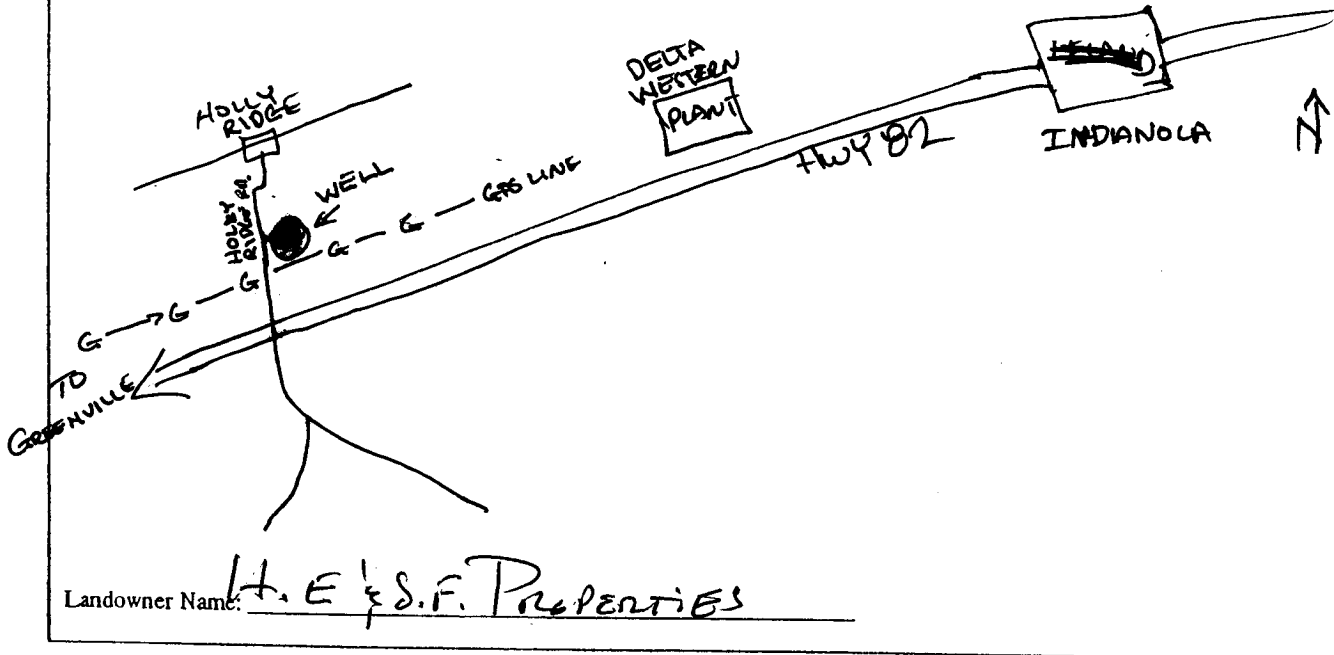 DELTA
WESTERN
PLANT
HOLLY
RIDGE
INDIANOLA
N
HWY 82
WELL
GAS LINE
HOLLY
RIDGE RD.
G
G
G
G
G
TO
GREENVILLE
Landowner Name: H. E & S.F. PROPERTIES